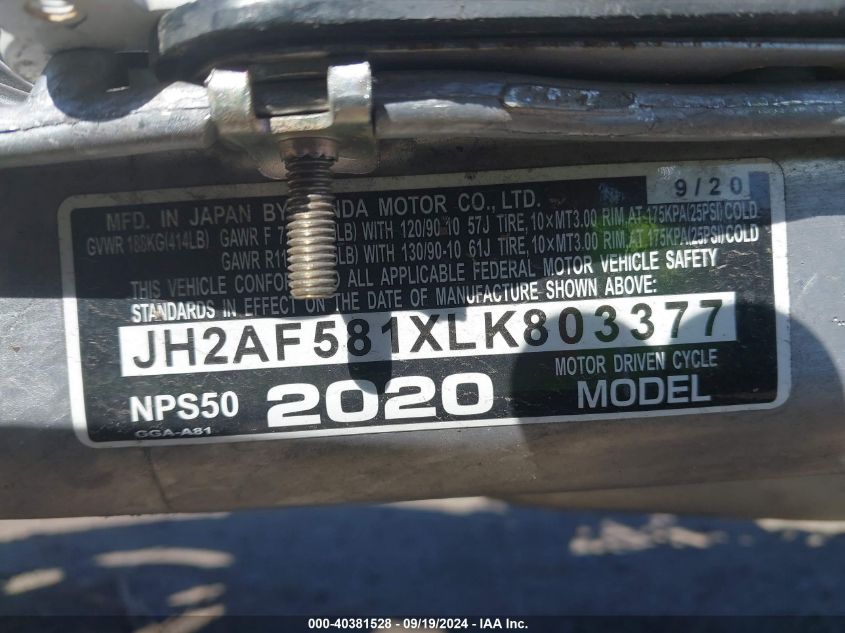 9/20
MFD. IN JAPAN BY NDA MOTOR CO., LTD.
GVWR 188KG(414LB) GAWR F 7 LB) WITH 120/90-10 57J TIRE, 10×MT3.00 RIM, AT 175KPA(25PSI) COLD
GAWR R11 LB) WITH 130/90-10 61J TIRE, 10×MT3.00 RIM, AT 175KPA(25PSI) COLD
THIS VEHICLE CONFO ALL APPLICABLE FEDERAL MOTOR VEHICLE SAFETY
STANDARDS IN EFFECT ON THE DATE OF MANUFACTURE SHOWN ABOVE:
JH2AF581XLK803377
NPS50 2020 MOTOR DRIVEN CYCLE
MODEL
GGA-A81
000-40381528 - 09/19/2024 - IAA Inc.